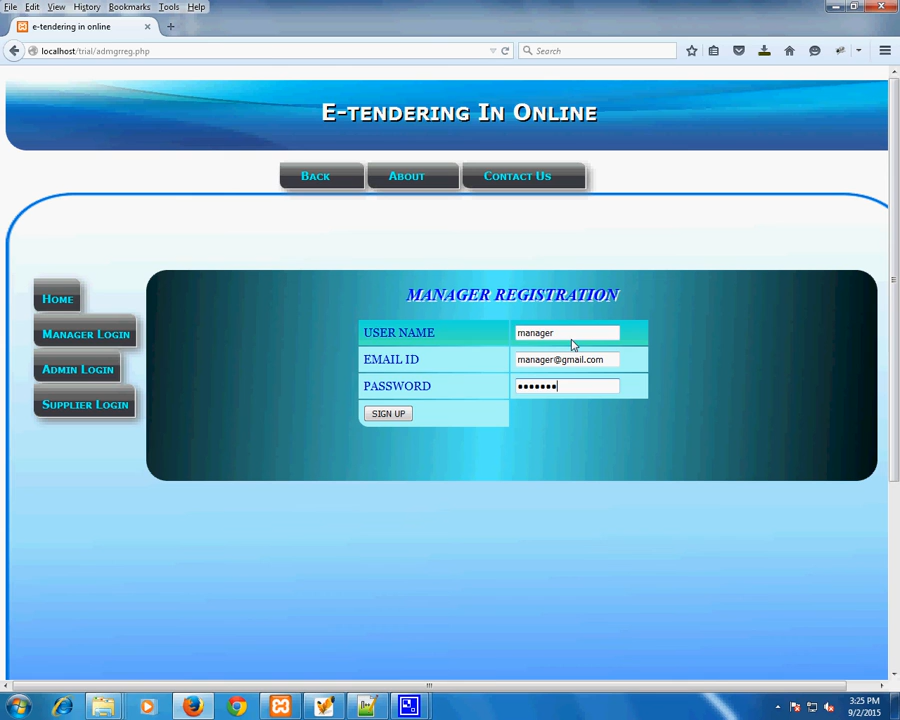 File Edit View History Bookmarks Tools Help
e-tendering in online
localhost/trial/admgrreg.php
Search
E-tendering In Online
Back About Contact Us
Home
Manager Login
Admin Login
Supplier Login
MANAGER REGISTRATION
USER NAME manager
EMAIL ID manager@gmail.com
PASSWORD •••••••
SIGN UP
3:25 PM
9/2/2015